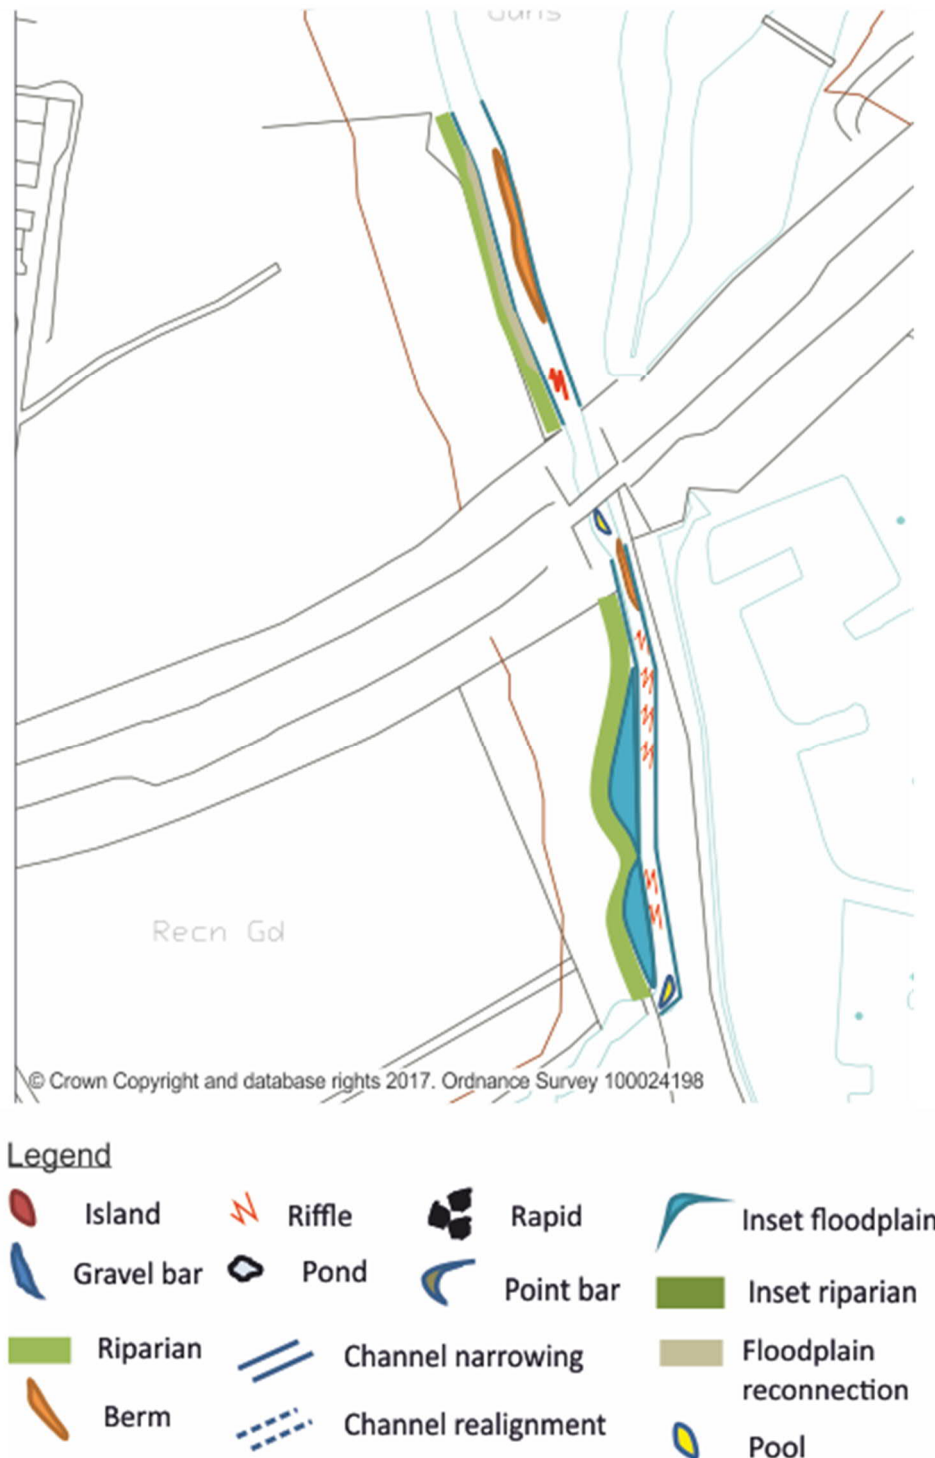 Recn Gd
© Crown Copyright and database rights 2017. Ordnance Survey 100024198
Legend
Island
Riffle
Rapid
Inset floodplain
Gravel bar
Pond
Point bar
Inset riparian
Riparian
Channel narrowing
Floodplain
reconnection
Berm
Channel realignment
Pool